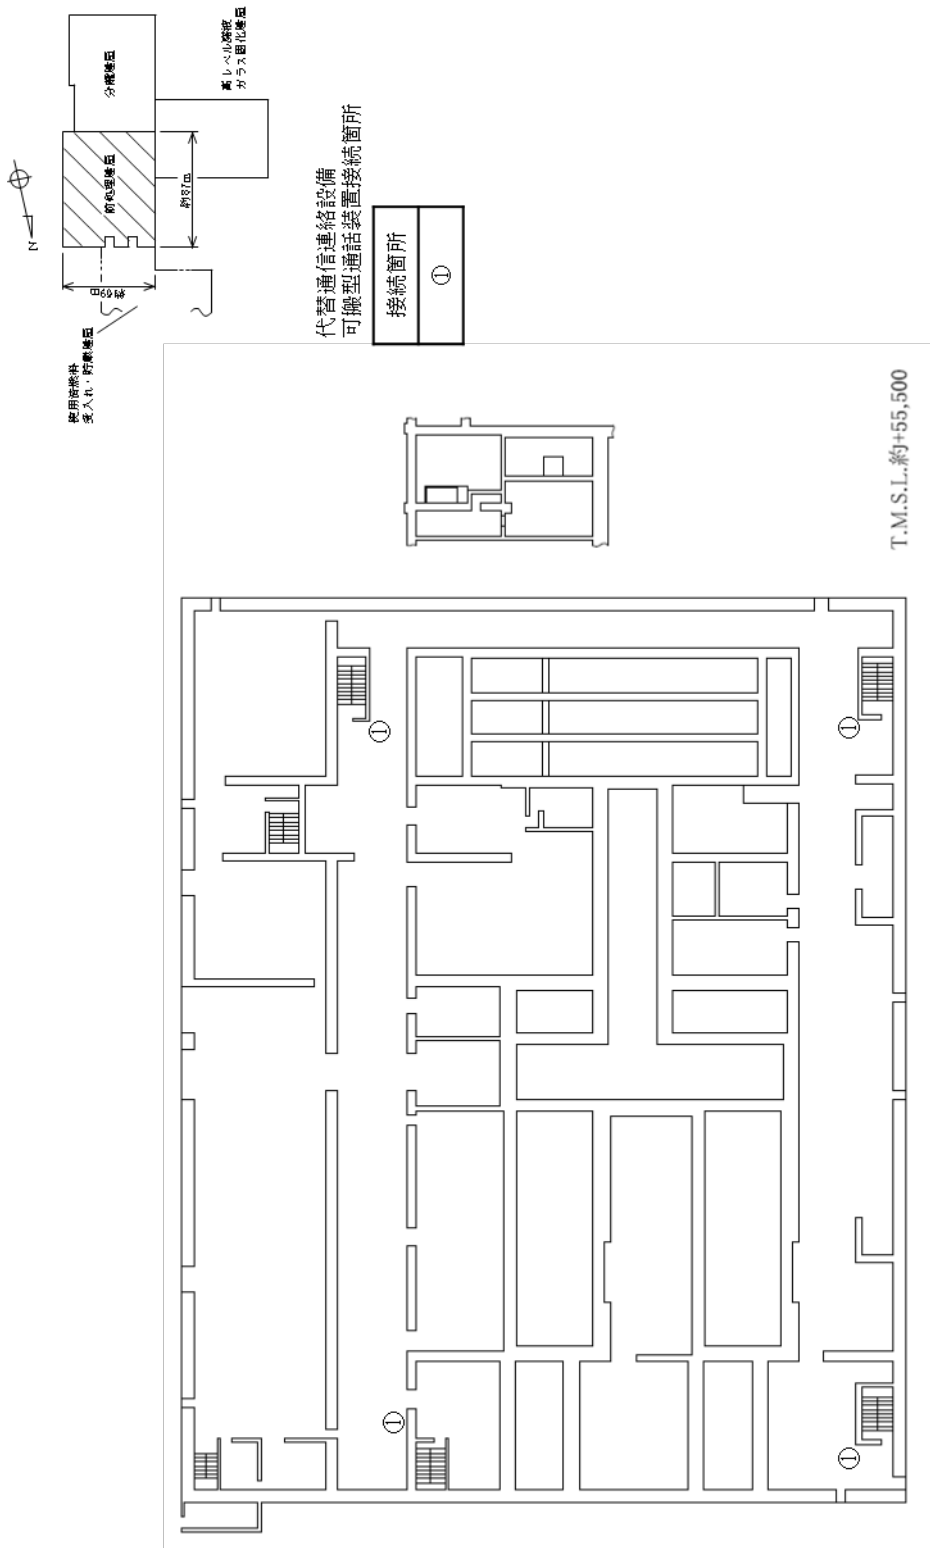 分離建屋
高レベル廃液
ガラス固化建屋
前処理建屋
約87m
約69m
N
使用済燃料
受入れ・貯蔵建屋
代替通信連絡設備
可搬型通話装置接続箇所
接続箇所
①
T.M.S.L.約+55,500
①
①
①
①